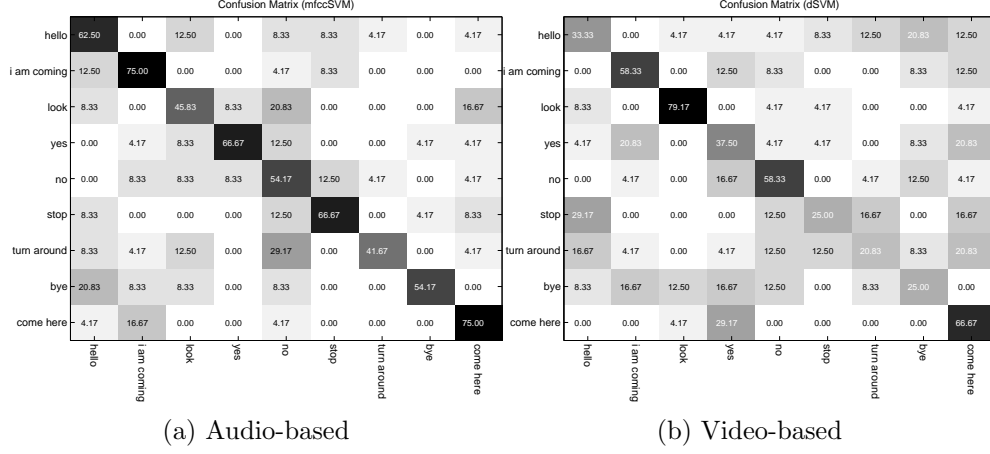 Confusion Matrix (mfccSVM)
hello 62.50 0.00 12.50 0.00 8.33 8.33 4.17 0.00 4.17
i am coming 12.50 75.00 0.00 0.00 4.17 8.33 0.00 0.00 0.00
look 8.33 0.00 45.83 8.33 20.83 0.00 0.00 0.00 16.67
yes 0.00 4.17 8.33 66.67 12.50 0.00 0.00 4.17 4.17
no 0.00 8.33 8.33 8.33 54.17 12.50 4.17 0.00 4.17
stop 8.33 0.00 0.00 0.00 12.50 66.67 0.00 4.17 8.33
turn around 8.33 4.17 12.50 0.00 29.17 0.00 41.67 0.00 4.17
bye 20.83 8.33 8.33 0.00 8.33 0.00 0.00 54.17 0.00
come here 4.17 16.67 0.00 0.00 4.17 0.00 0.00 0.00 75.00
hello i am coming look yes no stop turn around bye come here
(a) Audio-based
Confusion Matrix (dSVM)
hello 33.33 0.00 4.17 4.17 4.17 8.33 12.50 20.83 12.50
i am coming 0.00 58.33 0.00 12.50 8.33 0.00 0.00 8.33 12.50
look 8.33 0.00 79.17 0.00 4.17 4.17 0.00 0.00 4.17
yes 4.17 20.83 0.00 37.50 4.17 4.17 0.00 8.33 20.83
no 0.00 4.17 0.00 16.67 58.33 0.00 4.17 12.50 4.17
stop 29.17 0.00 0.00 0.00 12.50 25.00 16.67 0.00 16.67
turn around 16.67 4.17 0.00 4.17 12.50 12.50 20.83 8.33 20.83
bye 8.33 16.67 12.50 16.67 12.50 0.00 8.33 25.00 0.00
come here 0.00 0.00 4.17 29.17 0.00 0.00 0.00 0.00 66.67
hello i am coming look yes no stop turn around bye come here
(b) Video-based